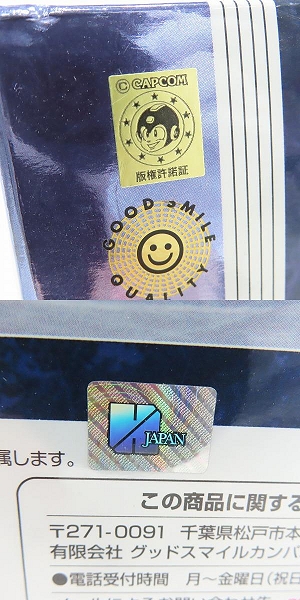 © CAPCOM
版権許諾証
GOOD SMILE
QUALITY
JAPAN
属します。
この商品に関する
〒271-0091 千葉県松戸市本
有限会社 グッドスマイルカンパ
●電話受付時間 月～金曜日(祝日